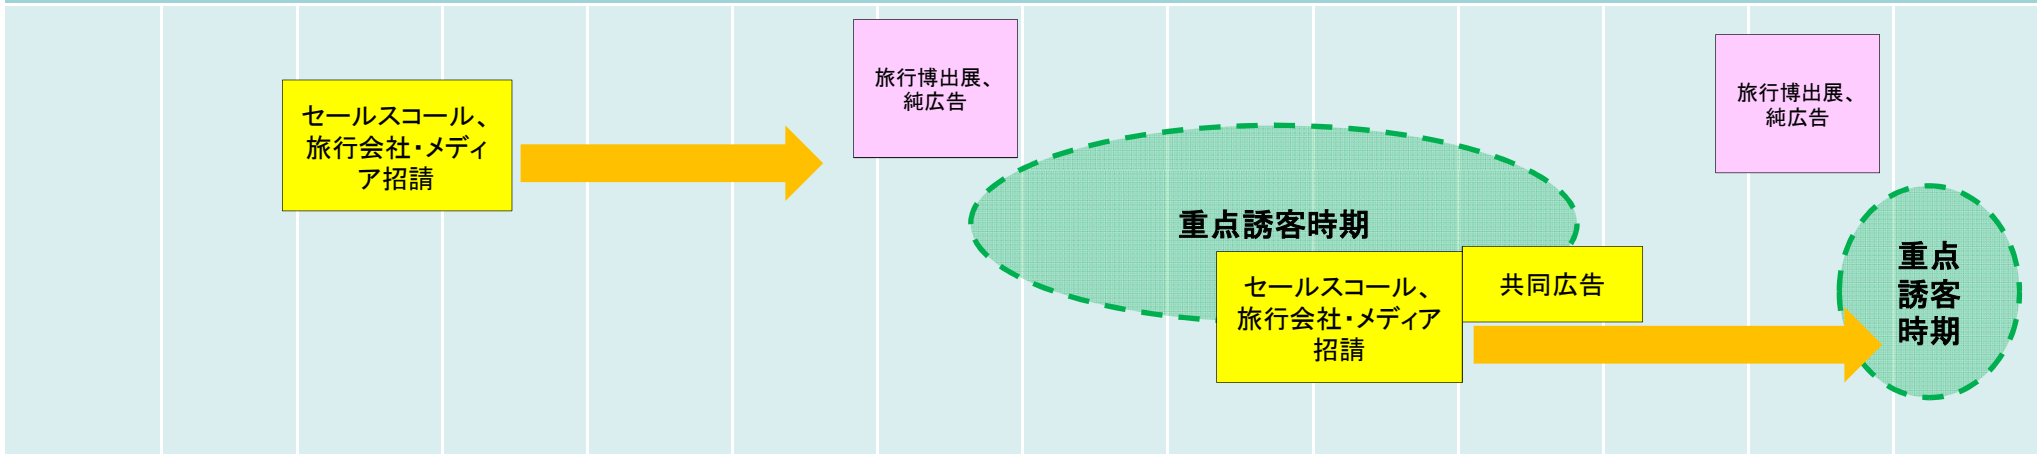 セールスコール、
旅行会社・メディ
ア招請
旅行博出展、
純広告
重点誘客時期
セールスコール、
旅行会社・メディア
招請
共同広告
旅行博出展、
純広告
重点
誘客
時期